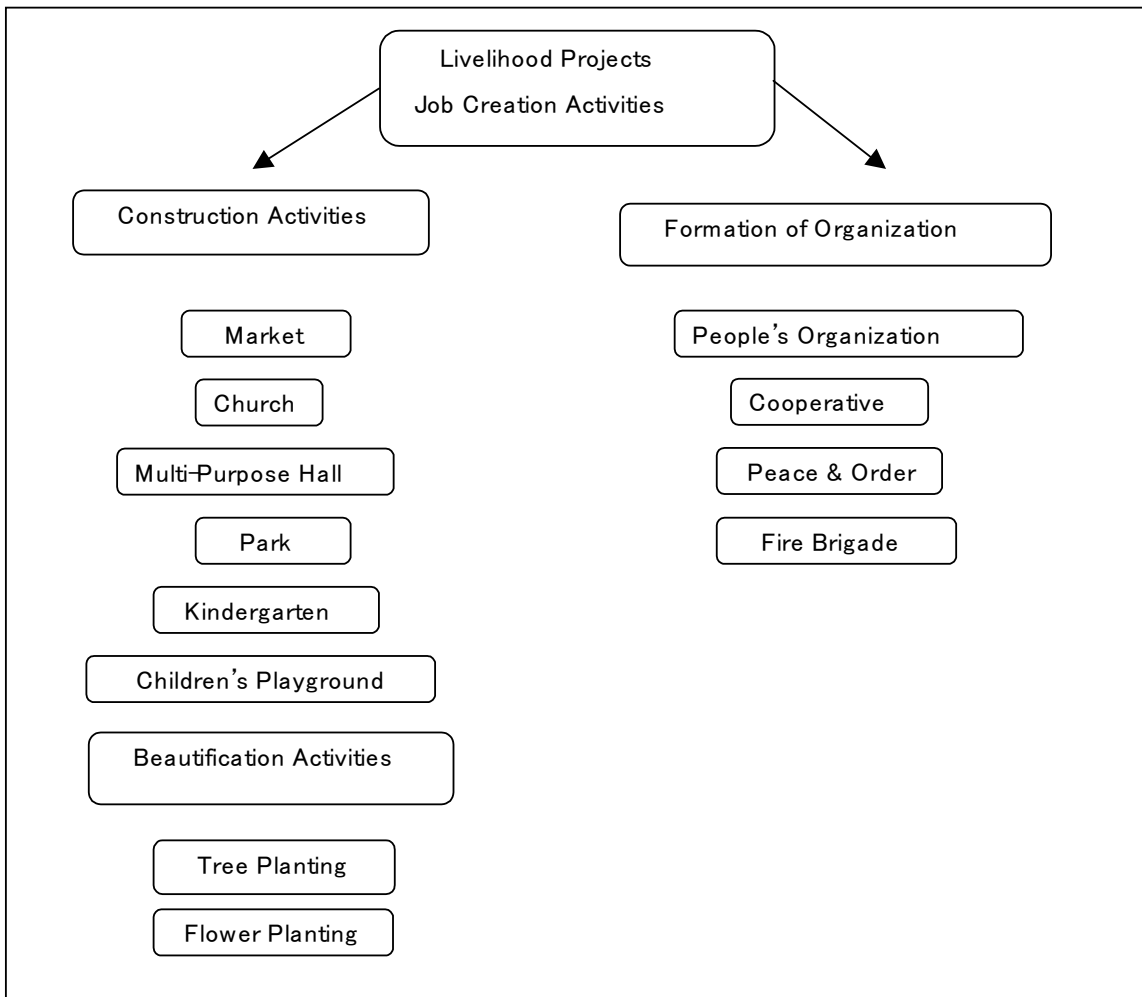 Livelihood Projects
Job Creation Activities
Construction Activities
Market
Church
Multi-Purpose Hall
Park
Kindergarten
Children's Playground
Beautification Activities
Tree Planting
Flower Planting
Formation of Organization
People's Organization
Cooperative
Peace & Order
Fire Brigade